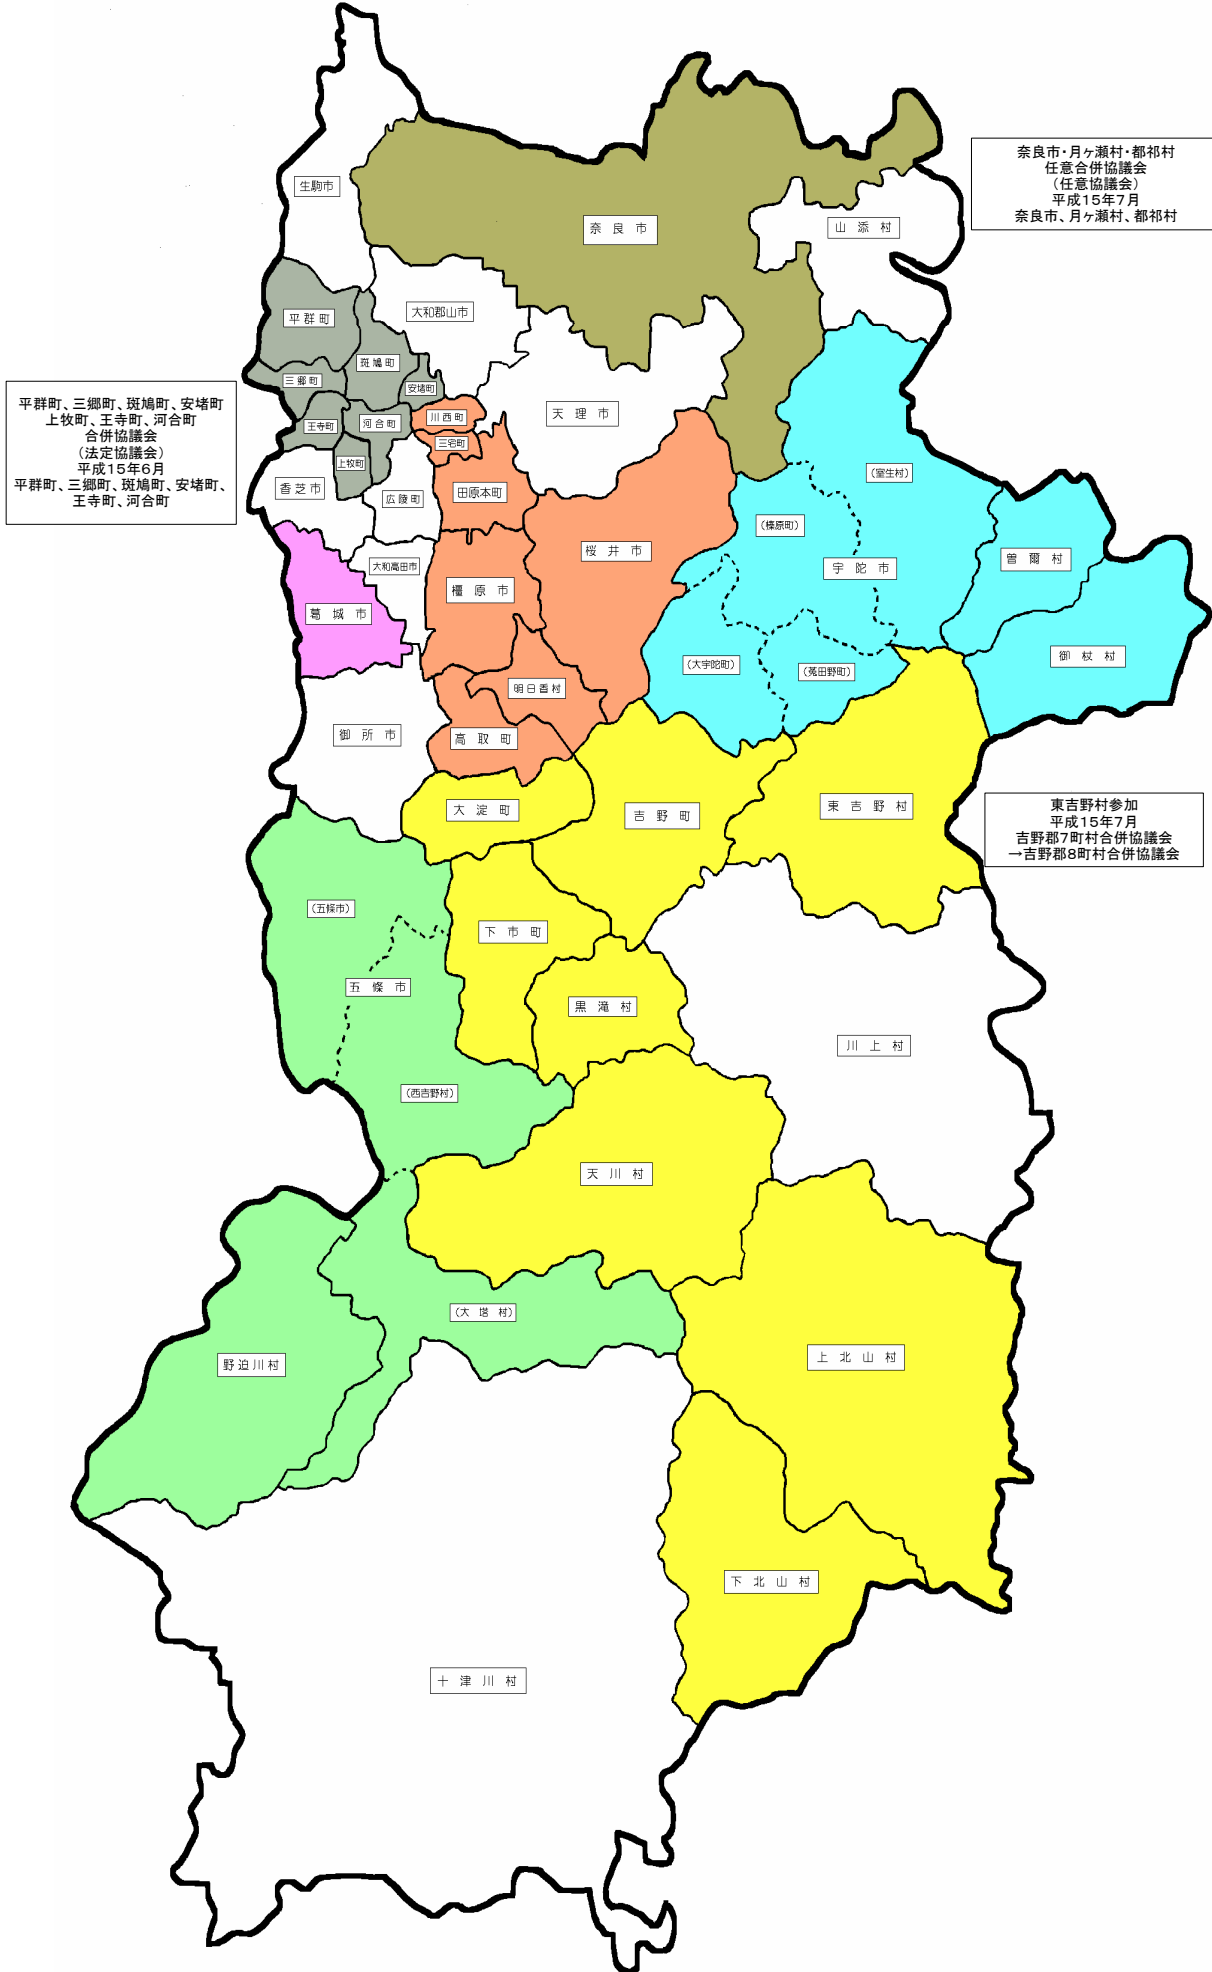 奈良市・月ヶ瀬村・都祁村
任意合併協議会
(任意協議会)
平成15年7月
奈良市、月ヶ瀬村、都祁村
生駒市
奈良市
山添村
大和郡山市
平群町
斑鳩町
三郷町
安堵町
平群町、三郷町、斑鳩町、安堵町
上牧町、王寺町、河合町
合併協議会
(法定協議会)
平成15年6月
平群町、三郷町、斑鳩町、安堵町、
王寺町、河合町
王寺町
河合町
川西町
天理市
三宅町
上牧町
香芝市
広陵町
田原本町
(室生村)
(榛原町)
桜井市
大和高田市
宇陀市
曽爾村
橿原市
葛城市
(大宇陀町)
(菟田野町)
御杖村
明日香村
御所市
高取町
大淀町
吉野町
東吉野村
東吉野村参加
平成15年7月
吉野郡7町村合併協議会
→吉野郡8町村合併協議会
(五條市)
下市町
五條市
黒滝村
川上村
(西吉野村)
天川村
(大塔村)
野迫川村
上北山村
下北山村
十津川村